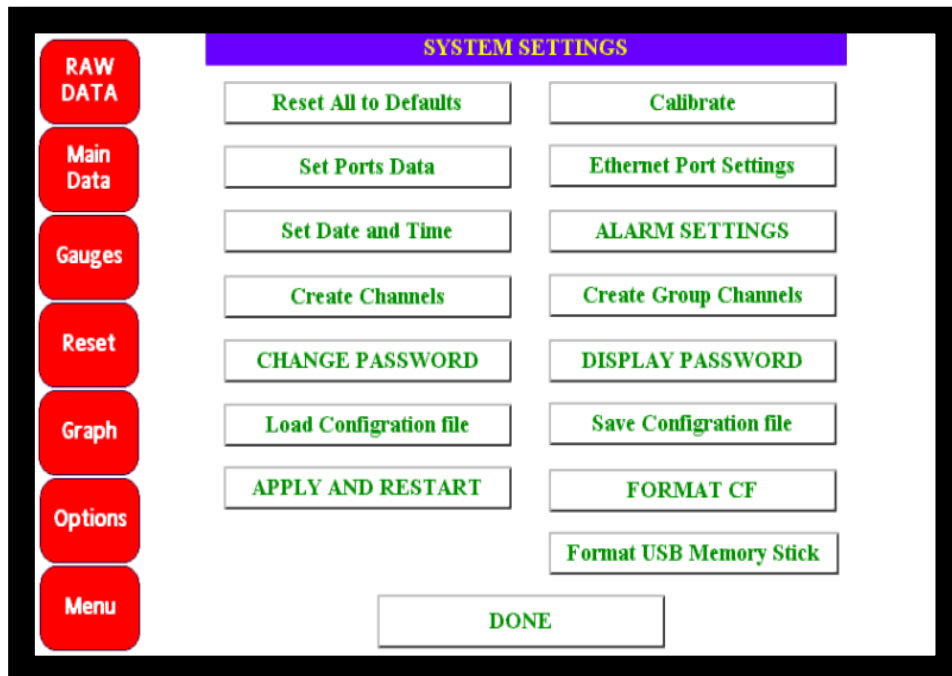 SYSTEM SETTINGS
RAW
DATA
Main
Data
Gauges
Reset
Graph
Options
Menu
Reset All to Defaults
Calibrate
Set Ports Data
Ethernet Port Settings
Set Date and Time
ALARM SETTINGS
Create Channels
Create Group Channels
CHANGE PASSWORD
DISPLAY PASSWORD
Load Configration file
Save Configration file
APPLY AND RESTART
FORMAT CF
Format USB Memory Stick
DONE